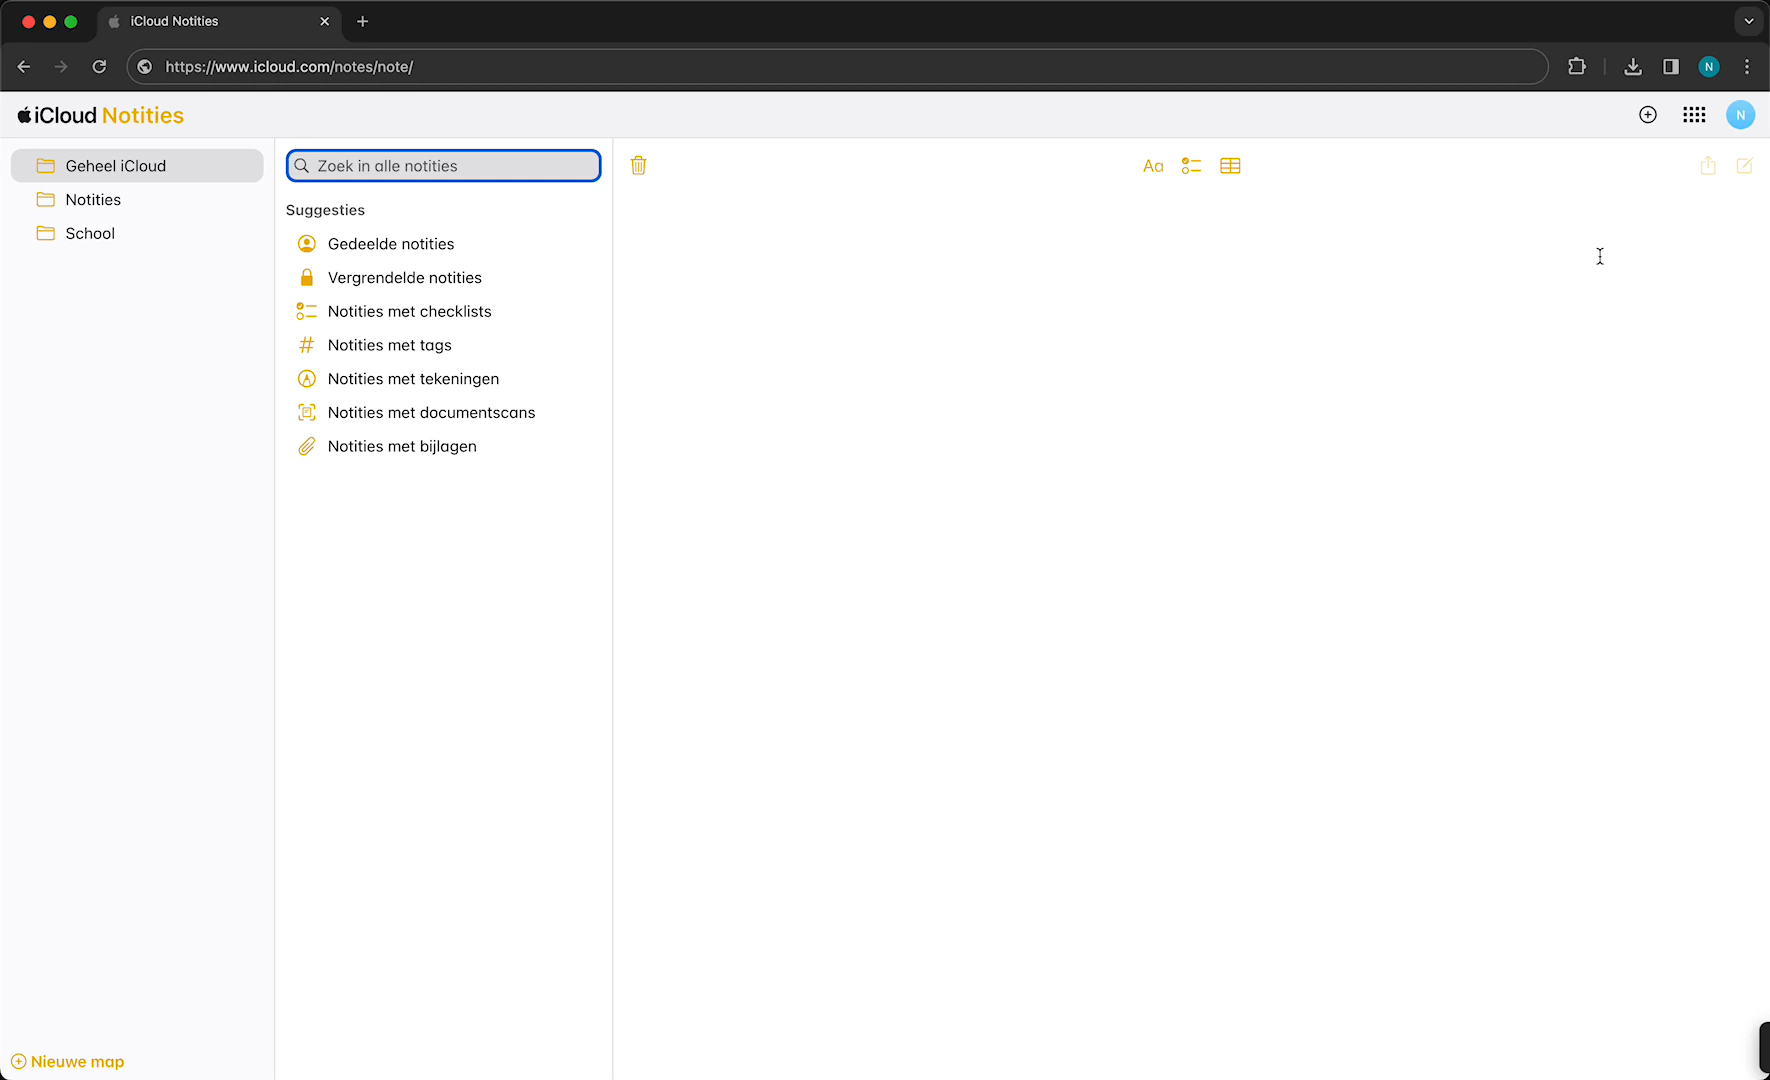 iCloud Notities
https://www.icloud.com/notes/note/
N
iCloud Notities
N
Geheel iCloud
Notities
School
Zoek in alle notities
Suggesties
Gedeelde notities
Vergrendelde notities
Notities met checklists
Notities met tags
Notities met tekeningen
Notities met documentscans
Notities met bijlagen
Aa
Nieuwe map